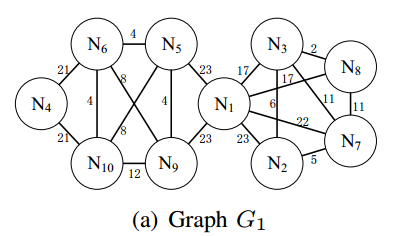 4
N6 N5 N3 2
N8
21 8 23 17 17
N4 4 4 N1 6 11 11
22
21 8 23 23 N7
5
N10 12 N9 N2
(a) Graph G1